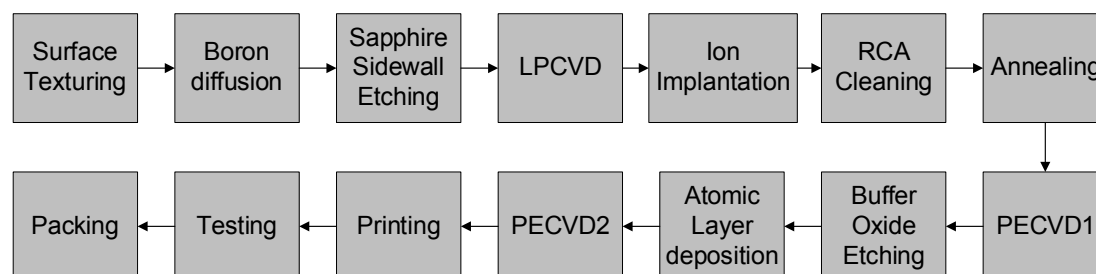 Surface
Texturing
Boron
diffusion
Sapphire
Sidewall
Etching
LPCVD
Ion
Implantation
RCA
Cleaning
Annealing
Packing
Testing
Printing
PECVD2
Atomic
Layer
deposition
Buffer
Oxide
Etching
PECVD1